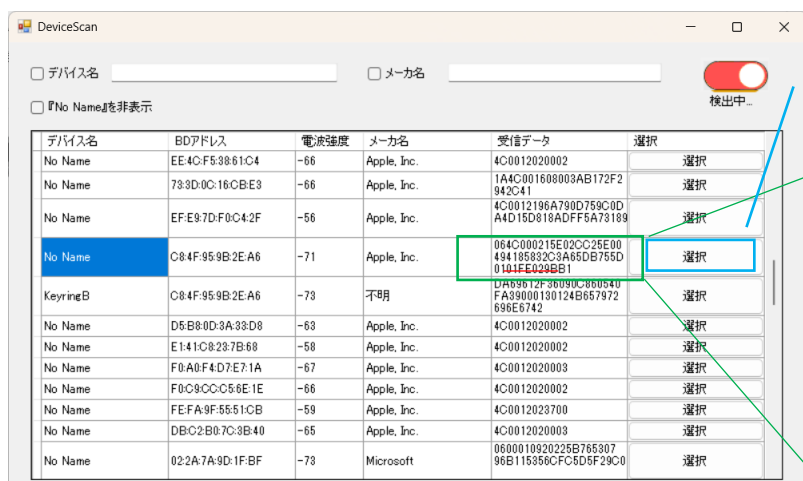 DeviceScan
デバイス名 メーカ名
検出中...
『No Name』を非表示
デバイス名 BDアドレス 電波強度 メーカ名 受信データ 選択
No Name EE:4C:F5:38:61:C4 -66 Apple, Inc. 4C0012020002 選択
No Name 73:3D:0C:16:CB:E3 -66 Apple, Inc. 1A4C001608003AB172F2 選択
942C41
No Name EF:E9:7D:F0:C4:2F -56 Apple, Inc. 4C0012196A790D759C0D 選択
A4D15D818ADFF5A73189
No Name C8:4F:95:9B:2E:A6 -71 Apple, Inc. 064C000215E02CC25E00 選択
494185832C3A65DB755D
0101FE029BB1
KeyringB C8:4F:95:9B:2E:A6 -73 不明 DA69612F36090C860540 選択
FA39000130124B657972
696E6742
No Name D5:B8:0D:3A:33:D8 -63 Apple, Inc. 4C0012020002 選択
No Name E1:41:C8:23:7B:68 -58 Apple, Inc. 4C0012020002 選択
No Name F0:A0:F4:D7:E7:1A -67 Apple, Inc. 4C0012020003 選択
No Name F0:C9:CC:C5:6E:1E -66 Apple, Inc. 4C0012020002 選択
No Name FE:FA:9F:55:51:CB -59 Apple, Inc. 4C0012023700 選択
No Name DB:C2:B0:7C:3B:40 -65 Apple, Inc. 4C0012020003 選択
No Name 02:2A:7A:9D:1F:BF -73 Microsoft 0600010920225B765307 選択
96B115356CFC5D5F29C0